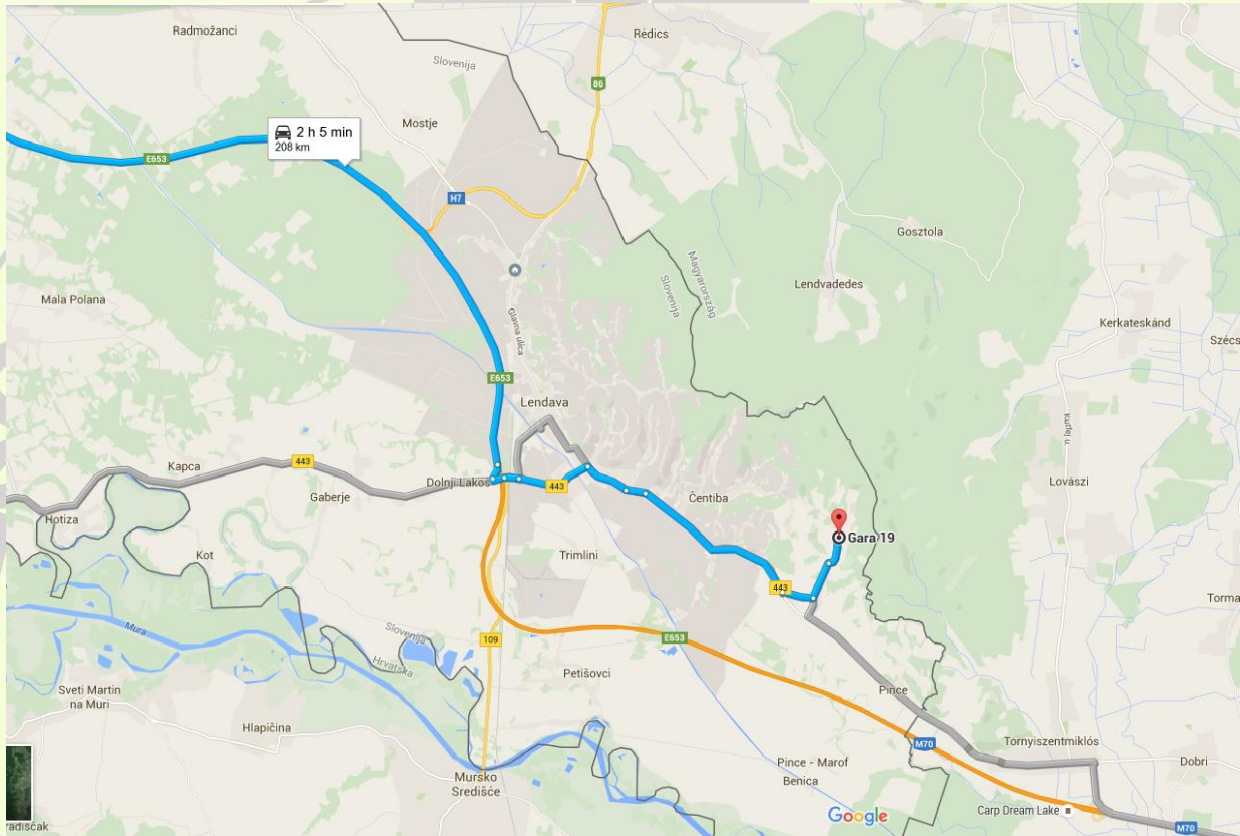 Radmožanci
Slovenija
Rédics
86
Mostje
2 h 5 min
208 km
E653
H7
Gosztola
Magyarország
Slovenija
Lendvadedes
Mala Polana
Glavna ulica
Kerkateskánd
Szécs
E653
Lendava
Kutfej u.
Kapca
443
Dolnji Lakoš
443
Čentiba
Lovászi
Gaberje
Hotiza
Gara 19
Kot
Trimlini
443
Torma
Mura
Slovenija
Hrvatska
109
E653
Petišovci
Sveti Martin
na Muri
Pince
Hlapičina
M70
Tornyiszentmiklós
Pince - Marof
Benica
Dobri
Mursko
Središće
Carp Dream Lake
Google
radiščak
M70